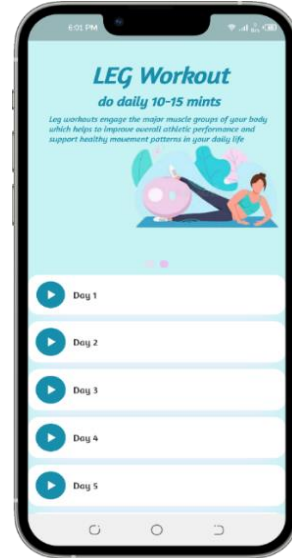 6:01 PM
LEG Workout
do daily 10-15 mints
Leg workouts engage the major muscle groups of your body
which helps to improve overall athletic performance and
support healthy movement patterns in your daily life
Day 1
Day 2
Day 3
Day 4
Day 5